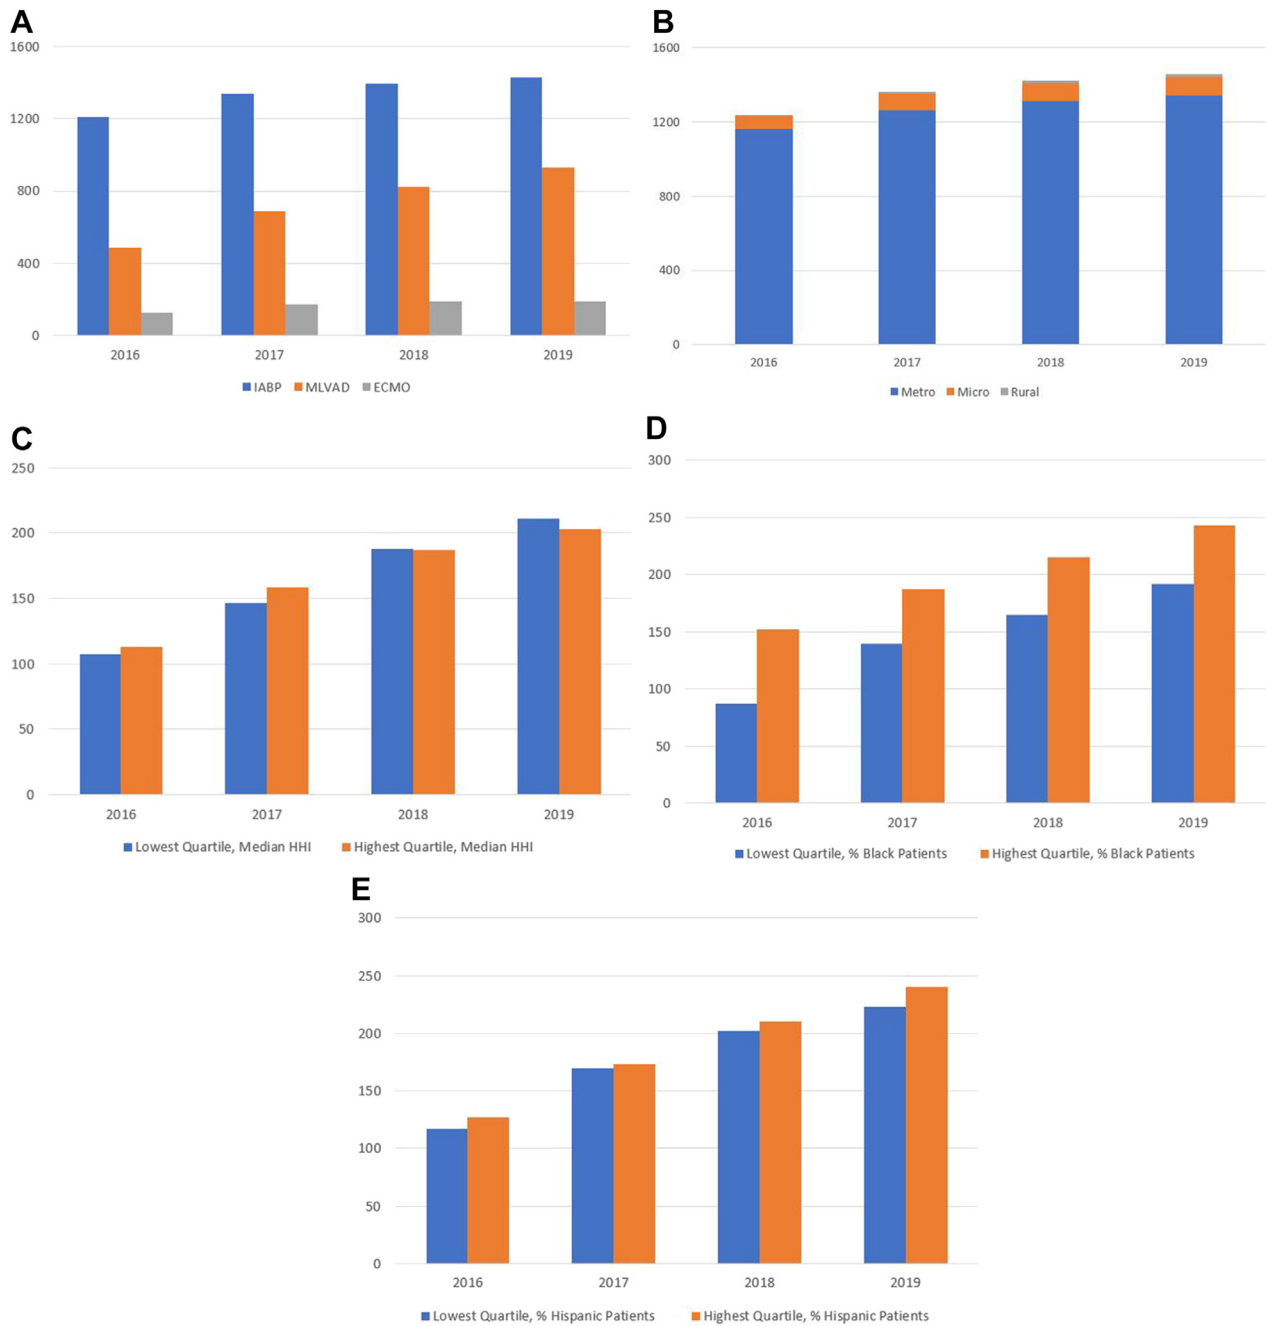 A
1600
1200
800
400
0
2016 2017 2018 2019
IABP MLVAD ECMO
B
1600
1200
800
400
0
2016 2017 2018 2019
Metro Micro Rural
C
250
200
150
100
50
0
2016 2017 2018 2019
Lowest Quartile, Median HHI Highest Quartile, Median HHI
D
300
250
200
150
100
50
0
2016 2017 2018 2019
Lowest Quartile, % Black Patients Highest Quartile, % Black Patients
E
300
250
200
150
100
50
0
2016 2017 2018 2019
Lowest Quartile, % Hispanic Patients Highest Quartile, % Hispanic Patients